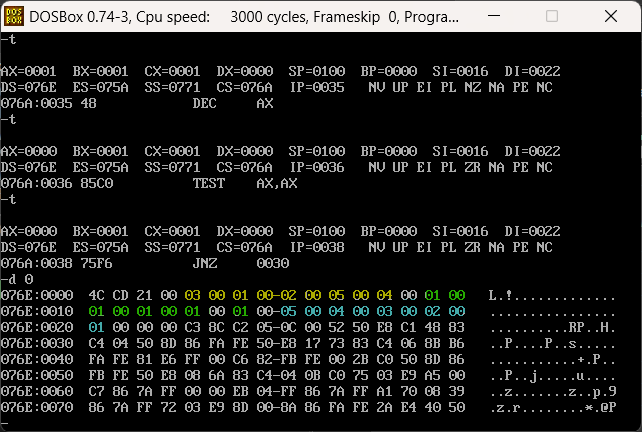 DOSBox 0.74-3, Cpu speed:    3000 cycles, Frameskip  0, Progra...
-t
AX=0001  BX=0001  CX=0001  DX=0000  SP=0100  BP=0000  SI=0016  DI=0022
DS=076E  ES=075A  SS=0771  CS=076A  IP=0035   NV UP EI PL NZ NA PE NC
076A:0035 48            DEC     AX
-t
AX=0000  BX=0001  CX=0001  DX=0000  SP=0100  BP=0000  SI=0016  DI=0022
DS=076E  ES=075A  SS=0771  CS=076A  IP=0036   NV UP EI PL ZR NA PE NC
076A:0036 85C0          TEST    AX,AX
-t
AX=0000  BX=0001  CX=0001  DX=0000  SP=0100  BP=0000  SI=0016  DI=0022
DS=076E  ES=075A  SS=0771  CS=076A  IP=0038   NV UP EI PL ZR NA PE NC
076A:0038 75F6          JNZ     0030
-d 0
076E:0000  4C CD 21 00 03 00 01 00-02 00 05 00 04 00 01 00   L.!.............
076E:0010  01 00 01 00 01 00 01 00-05 00 04 00 03 00 02 00   ................
076E:0020  01 00 00 00 C3 8C C2 05-0C 00 52 50 E8 C1 48 83   ..........RP..H.
076E:0030  C4 04 50 8D 86 FA FE 50-E8 17 73 83 C4 06 8B B6   ..P....P..s.....
076E:0040  FA FE 81 E6 FF 00 C6 82-FB FE 00 2B C0 50 8D 86   ...........+.P..
076E:0050  FB FE 50 E8 08 6A 83 C4-04 0B C0 75 03 E9 A5 00   ..P..j.....u....
076E:0060  C7 86 7A FF 00 00 EB 04-FF 86 7A FF A1 70 08 39   ..z.......z..p.9
076E:0070  86 7A FF 72 03 E9 8D 00-8A 86 FA FE 2A E4 40 50   .z.r........*.@P
-